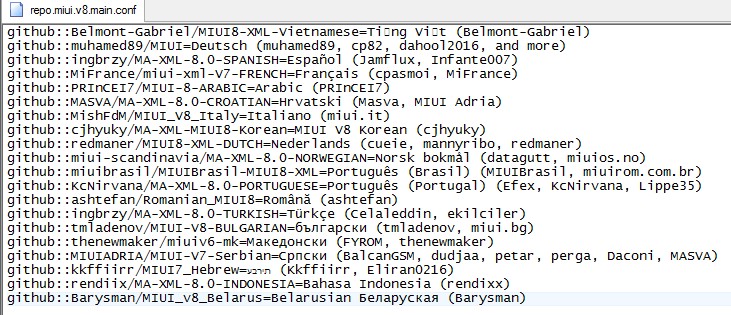 repo.miui.v8.main.conf
github::Belmont-Gabriel/MIUI8-XML-Vietnamese=Ti□ng Vi□t (Belmont-Gabriel)
github::muhamed89/MIUI=Deutsch (muhamed89, cp82, dahool2016, and more)
github::ingbrzy/MA-XML-8.0-SPANISH=Español (Jamflux, Infante007)
github::MiFrance/miui-xml-V7-FRENCH=Français (cpasmoi, MiFrance)
github::PRInCEI7/MIUI-8-ARABIC=Arabic (PRInCEI7)
github::MASVA/MA-XML-8.0-CROATIAN=Hrvatski (Masva, MIUI Adria)
github::MishFdM/MIUI_V8_Italy=Italiano (miui.it)
github::cjhyuky/MA-XML-MIUI8-Korean=MIUI V8 Korean (cjhyuky)
github::redmaner/MIUI8-XML-DUTCH=Nederlands (cueie, mannyribo, redmaner)
github::miui-scandinavia/MA-XML-8.0-NORWEGIAN=Norsk bokmål (datagutt, miuios.no)
github::miuibrasil/MIUIBrasil-MIUI8-XML=Português (Brasil) (MIUIBrasil, miuirom.com.br)
github::KcNirvana/MA-XML-8.0-PORTUGUESE=Português (Portugal) (Efex, KcNirvana, Lippe35)
github::ashtefan/Romanian_MIUI8=Română (ashtefan)
github::ingbrzy/MA-XML-8.0-TURKISH=Türkçe (Celaleddin, ekilciler)
github::tmladenov/MIUI-V8-BULGARIAN=български (tmladenov, miui.bg)
github::thenewmaker/miuiv6-mk=Македонски (FYROM, thenewmaker)
github::MIUIADRIA/MIUI-V7-Serbian=Српски (BalcanGSM, dudjaa, petar, perga, Daconi, MASVA)
github::kkffiirr/MIUI7_Hebrew=עברית (Kkffiirr, Eliran0216)
github::rendiix/MA-XML-8.0-INDONESIA=Bahasa Indonesia (rendixx)
github::Barysman/MIUI_v8_Belarus=Belarusian Беларуская (Barysman)